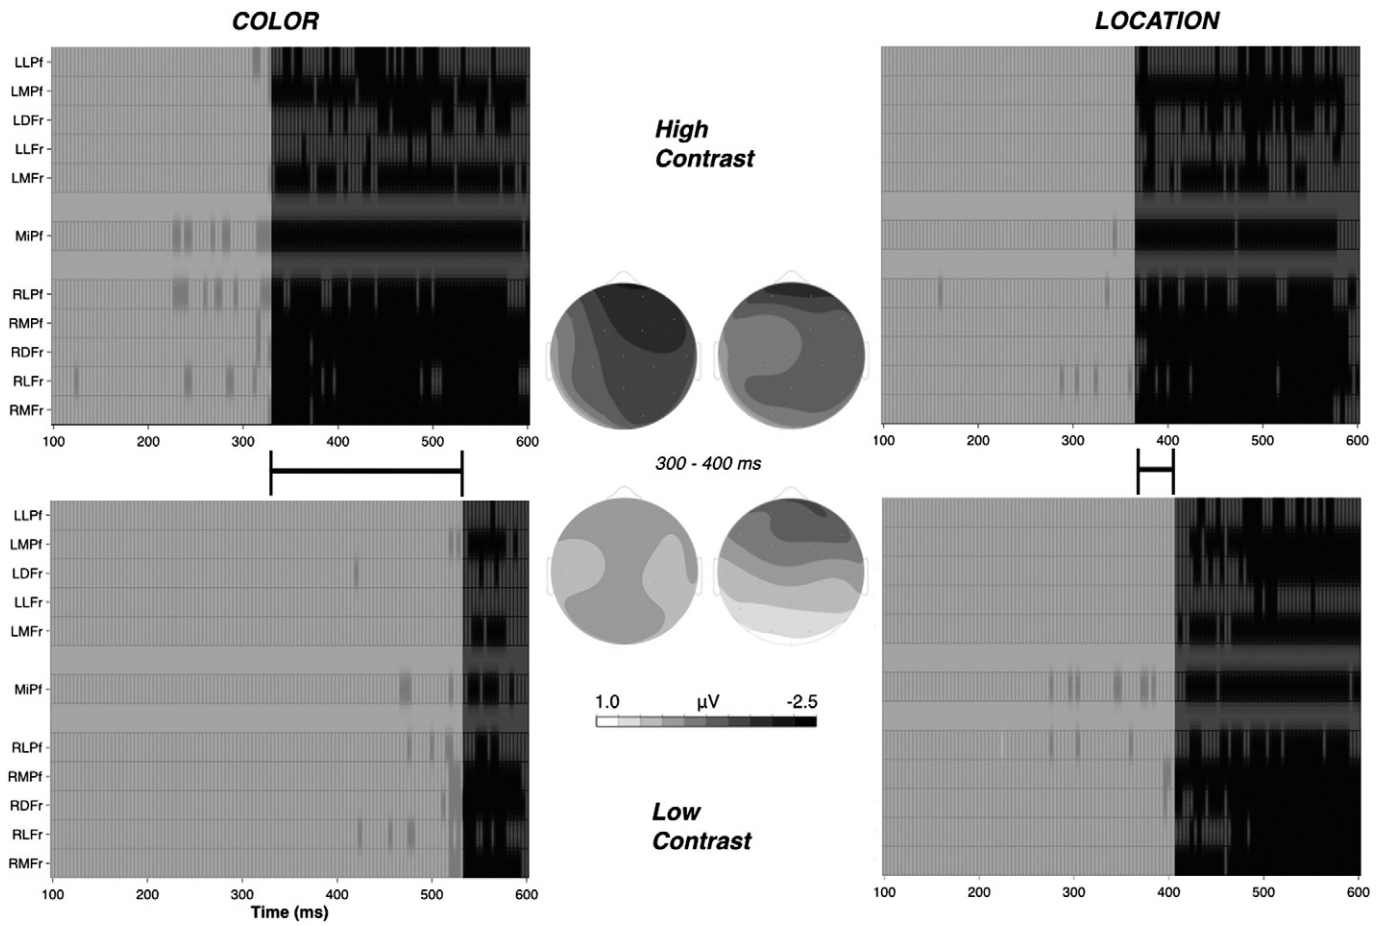 COLOR
LOCATION
LLPf
LMPf
LDFr
LLFr
LMFr
MiPf
RLPf
RMPf
RDFr
RLFr
RMFr
100 200 300 400 500 600
High
Contrast
100 200 300 400 500 600
300 - 400 ms
LLPf
LMPf
LDFr
LLFr
LMFr
MiPf
RLPf
RMPf
RDFr
RLFr
RMFr
100 200 300 400 500 600
Time (ms)
1.0 µV -2.5
Low
Contrast
100 200 300 400 500 600